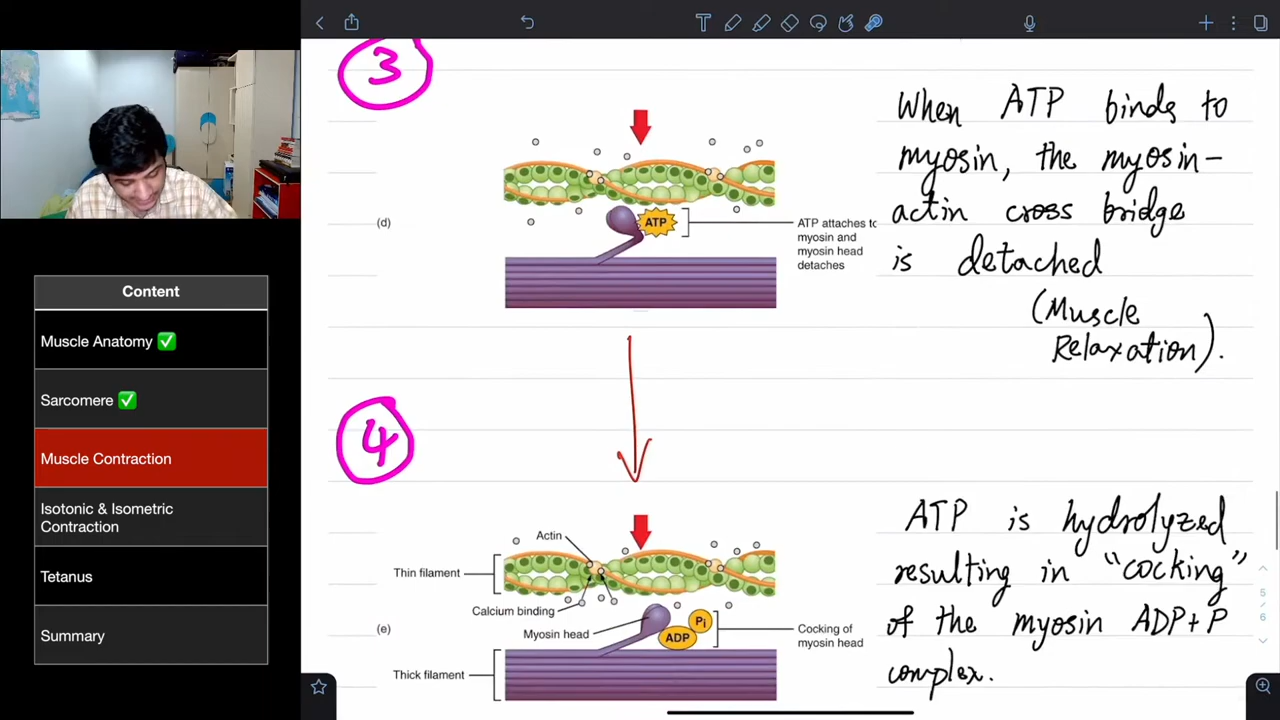 Content
Muscle Anatomy ✅
Sarcomere ✅
Muscle Contraction
Isotonic & Isometric
Contraction
Tetanus
Summary
3
(d)
ATP
ATP attaches to
myosin and
myosin head
detaches
When ATP binds to
myosin, the myosin-
actin cross bridge
is detached
(Muscle
Relaxation).
4
Actin
Thin filament
Calcium binding
(e)
Myosin head
Pi
ADP
Cocking of
myosin head
Thick filament
ATP is hydrolyzed
resulting in "cocking"
of the myosin ADP+P
complex.
5
/
6